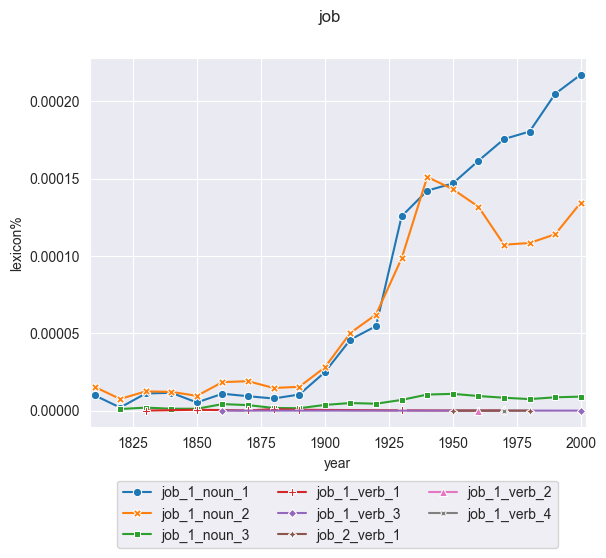 job
0.00020
0.00015
0.00010
0.00005
0.00000
lexicon%
1825 1850 1875 1900 1925 1950 1975 2000
year
job_1_noun_1 job_1_verb_1 job_1_verb_2
job_1_noun_2 job_1_verb_3 job_1_verb_4
job_1_noun_3 job_2_verb_1